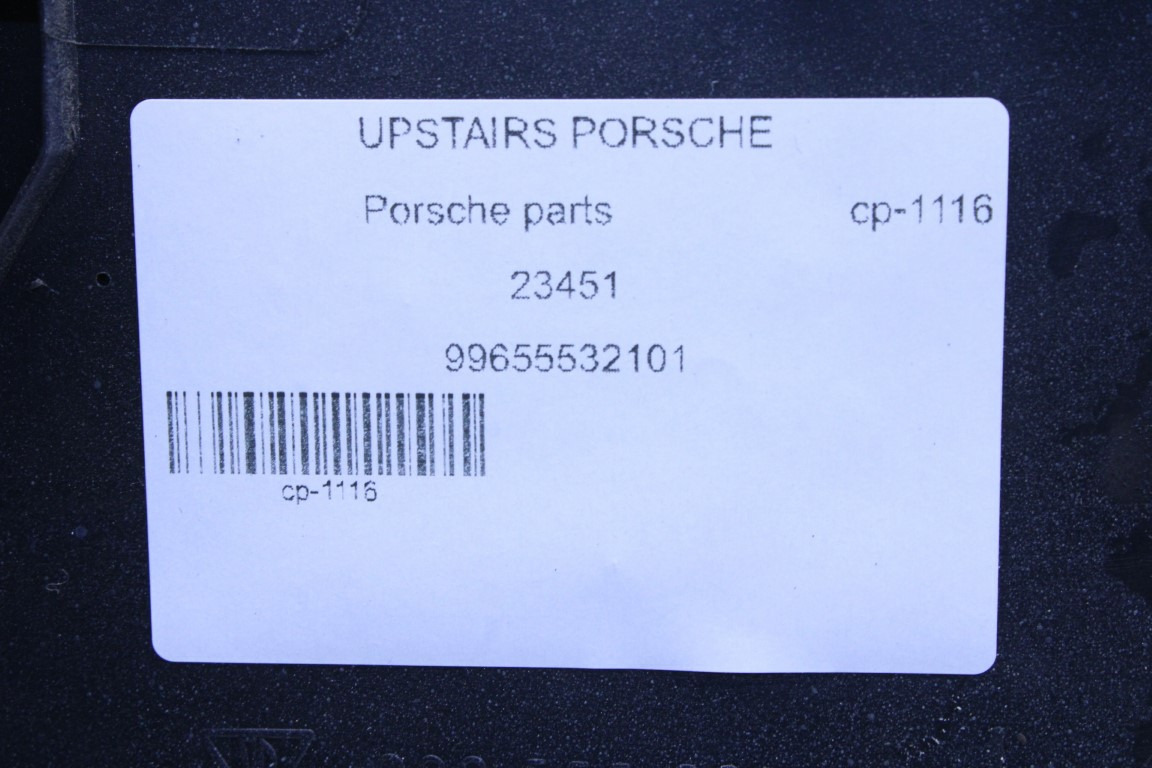 UPSTAIRS PORSCHE
Porsche parts cp-1116
23451
99655532101
cp-1116